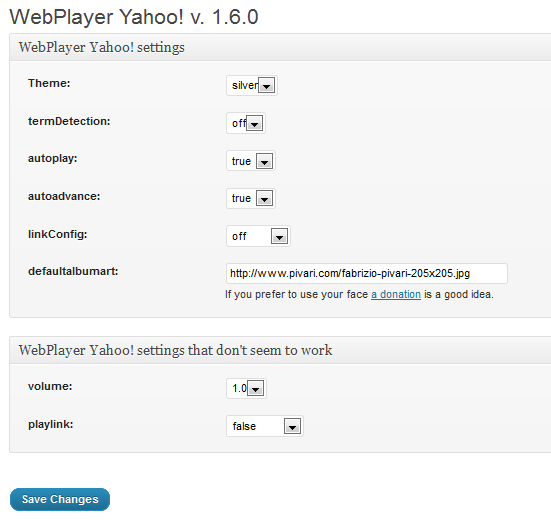 WebPlayer Yahoo! v. 1.6.0
WebPlayer Yahoo! settings
Theme: silver
termDetection: off
autoplay: true
autoadvance: true
linkConfig: off
defaultalbumart: http://www.pivari.com/fabrizio-pivari-205x205.jpg
If you prefer to use your face a donation is a good idea.
WebPlayer Yahoo! settings that don't seem to work
volume: 1.0
playlink: false
Save Changes